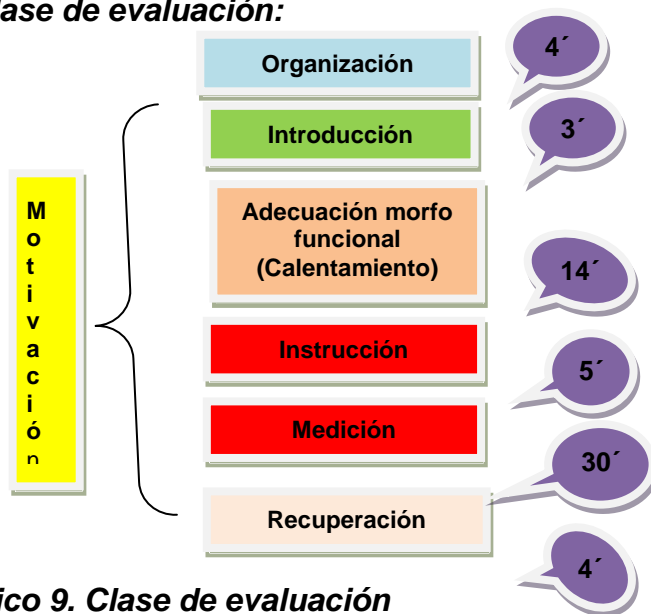 lase de evaluación:
Organización
4´
Introducción
3´
Adecuación morfo
funcional
(Calentamiento)
14´
M
o
t
i
v
a
c
i
ó
n
Instrucción
5´
Medición
30´
Recuperación
4´
ico 9. Clase de evaluación